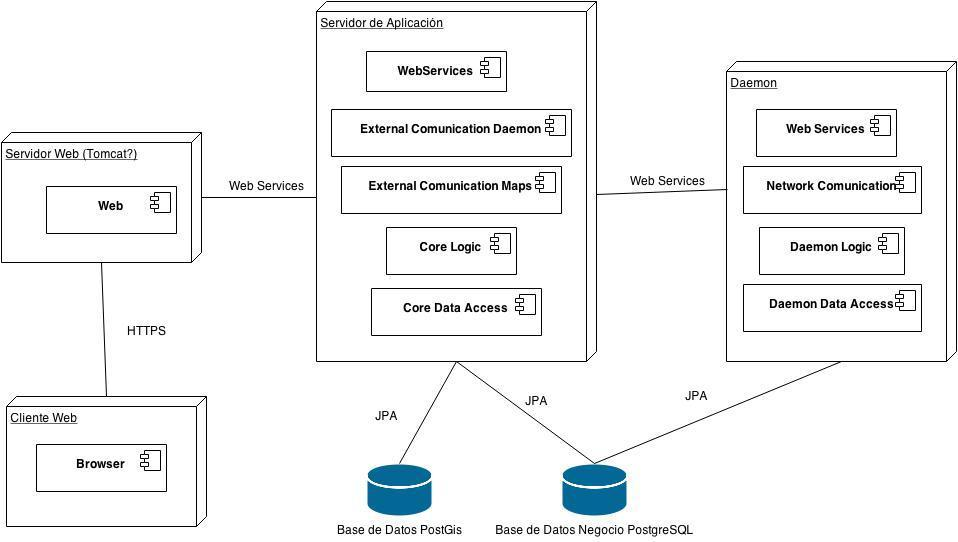 Servidor de Aplicación
WebServices
External Comunication Daemon
External Comunication Maps
Core Logic
Core Data Access
Daemon
Web Services
Network Comunication
Daemon Logic
Daemon Data Access
Servidor Web (Tomcat?)
Web
Web Services
Web Services
HTTPS
Cliente Web
Browser
JPA
JPA
JPA
Base de Datos PostGis
Base de Datos Negocio PostgreSQL